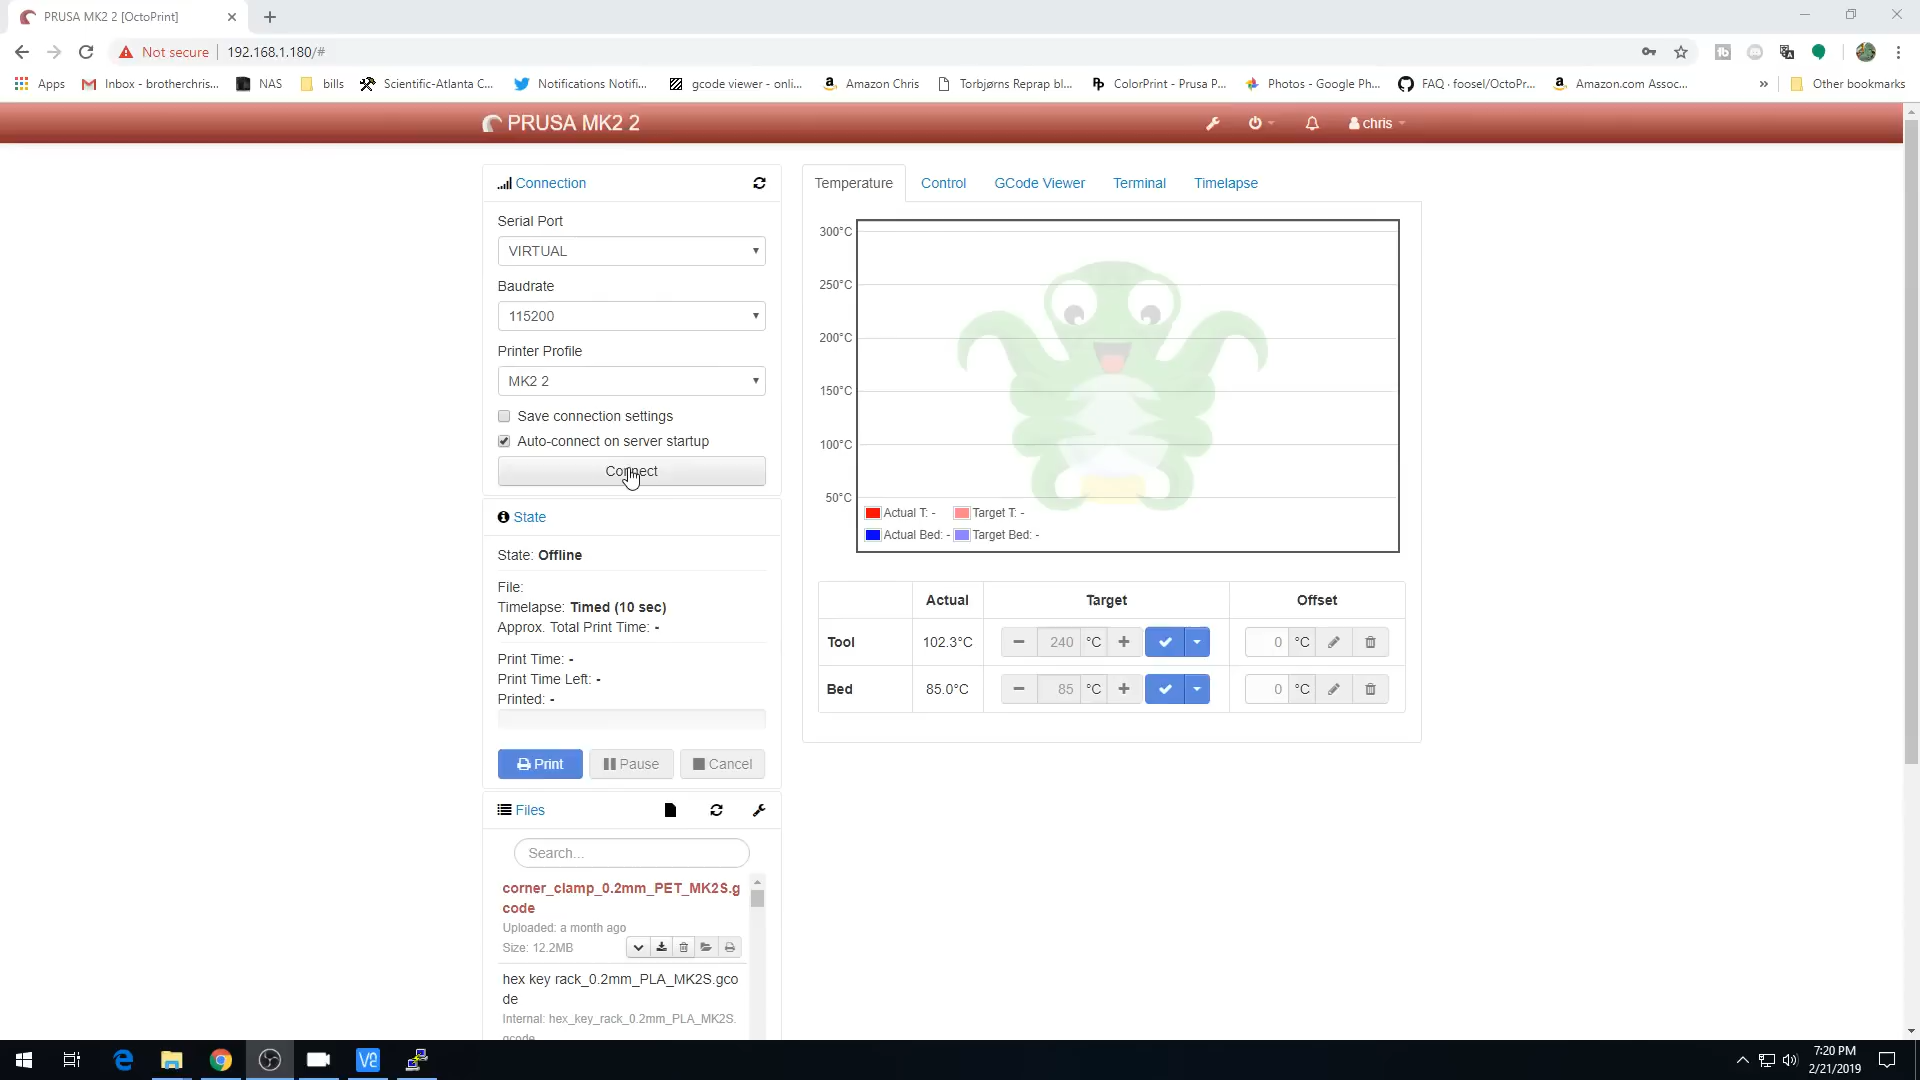 PRUSA MK2 2 [OctoPrint]
Not secure
192.168.1.180/#
Apps
Inbox - brotherchris...
NAS
bills
Scientific-Atlanta C...
Notifications Notifi...
gcode viewer - onli...
Amazon Chris
Torbjørns Reprap bl...
ColorPrint - Prusa P...
Photos - Google Ph...
FAQ · foosel/OctoPr...
Amazon.com Assoc...
»
Other bookmarks
PRUSA MK2 2
chris
Connection
Serial Port
VIRTUAL
Baudrate
115200
Printer Profile
MK2 2
Save connection settings
Auto-connect on server startup
Connect
State
State: Offline
File:
Timelapse: Timed (10 sec)
Approx. Total Print Time: -
Print Time: -
Print Time Left: -
Printed: -
Print
Pause
Cancel
Files
Search...
corner_clamp_0.2mm_PET_MK2S.g
code
Uploaded: a month ago
Size: 12.2MB
hex key rack_0.2mm_PLA_MK2S.gco
de
Internal: hex_key_rack_0.2mm_PLA_MK2S.
gcode
Temperature
Control
GCode Viewer
Terminal
Timelapse
300°C
250°C
200°C
150°C
100°C
50°C
Actual T: -
Target T: -
Actual Bed: -
Target Bed: -
Actual
Target
Offset
Tool
102.3°C
240 °C
0 °C
Bed
85.0°C
85 °C
0 °C
7:20 PM
2/21/2019